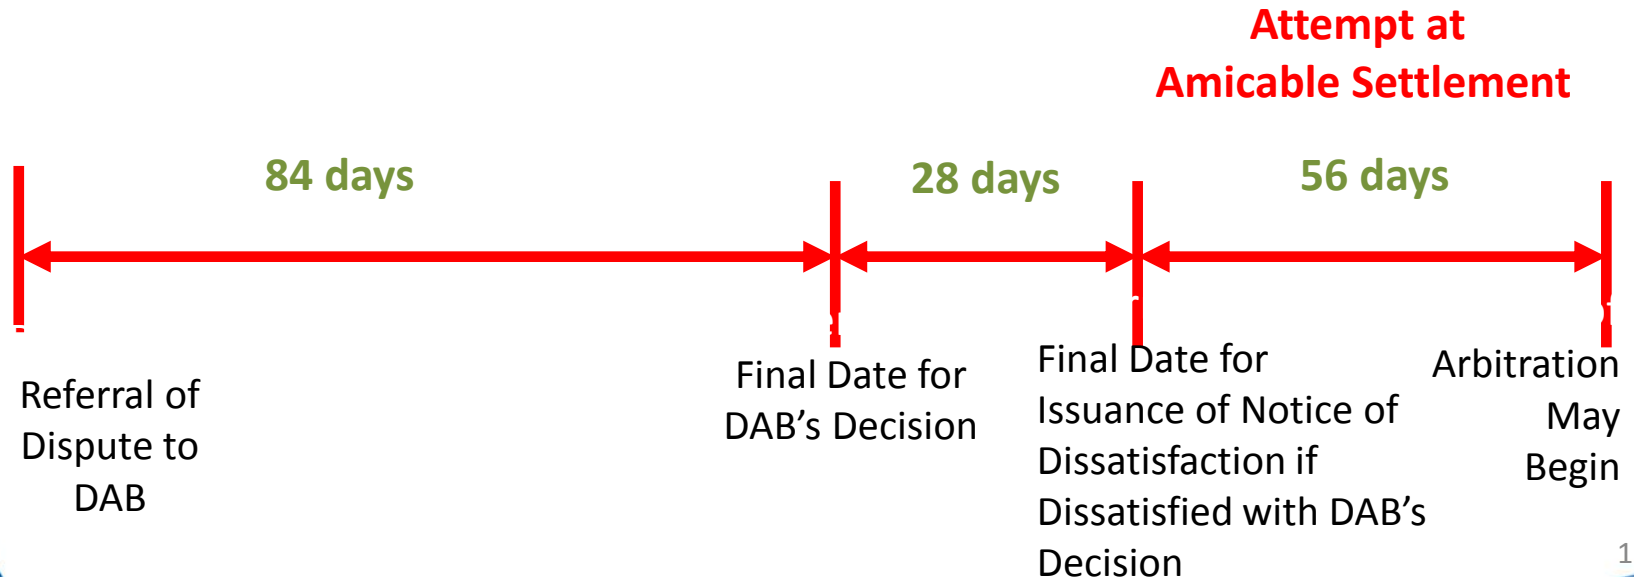 Attempt at
Amicable Settlement
84 days
28 days
56 days
Referral of
Dispute to
DAB
Final Date for
DAB’s Decision
Final Date for
Issuance of Notice of
Dissatisfaction if
Dissatisfied with DAB’s
Decision
Arbitration
May
Begin
1